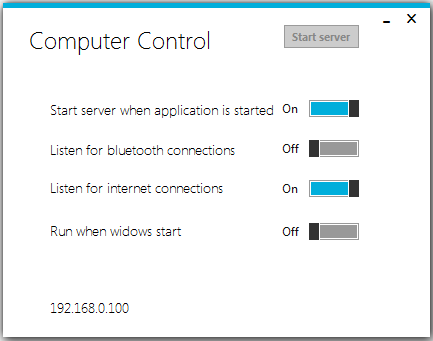 Computer Control
Start server
Start server when application is started On
Listen for bluetooth connections Off
Listen for internet connections On
Run when widows start Off
192.168.0.100